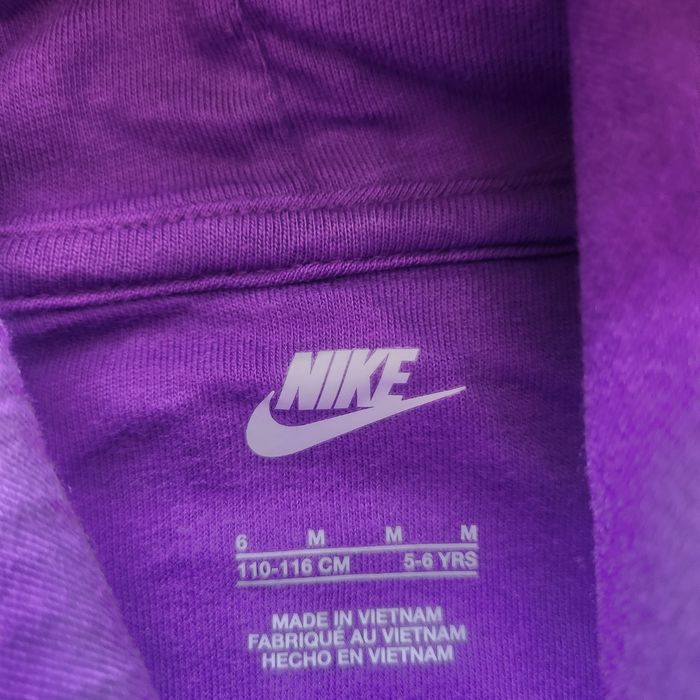 NIKE
6 M M M
110-116 CM 5-6 YRS
MADE IN VIETNAM
FABRIQUÉ AU VIETNAM
HECHO EN VIETNAM